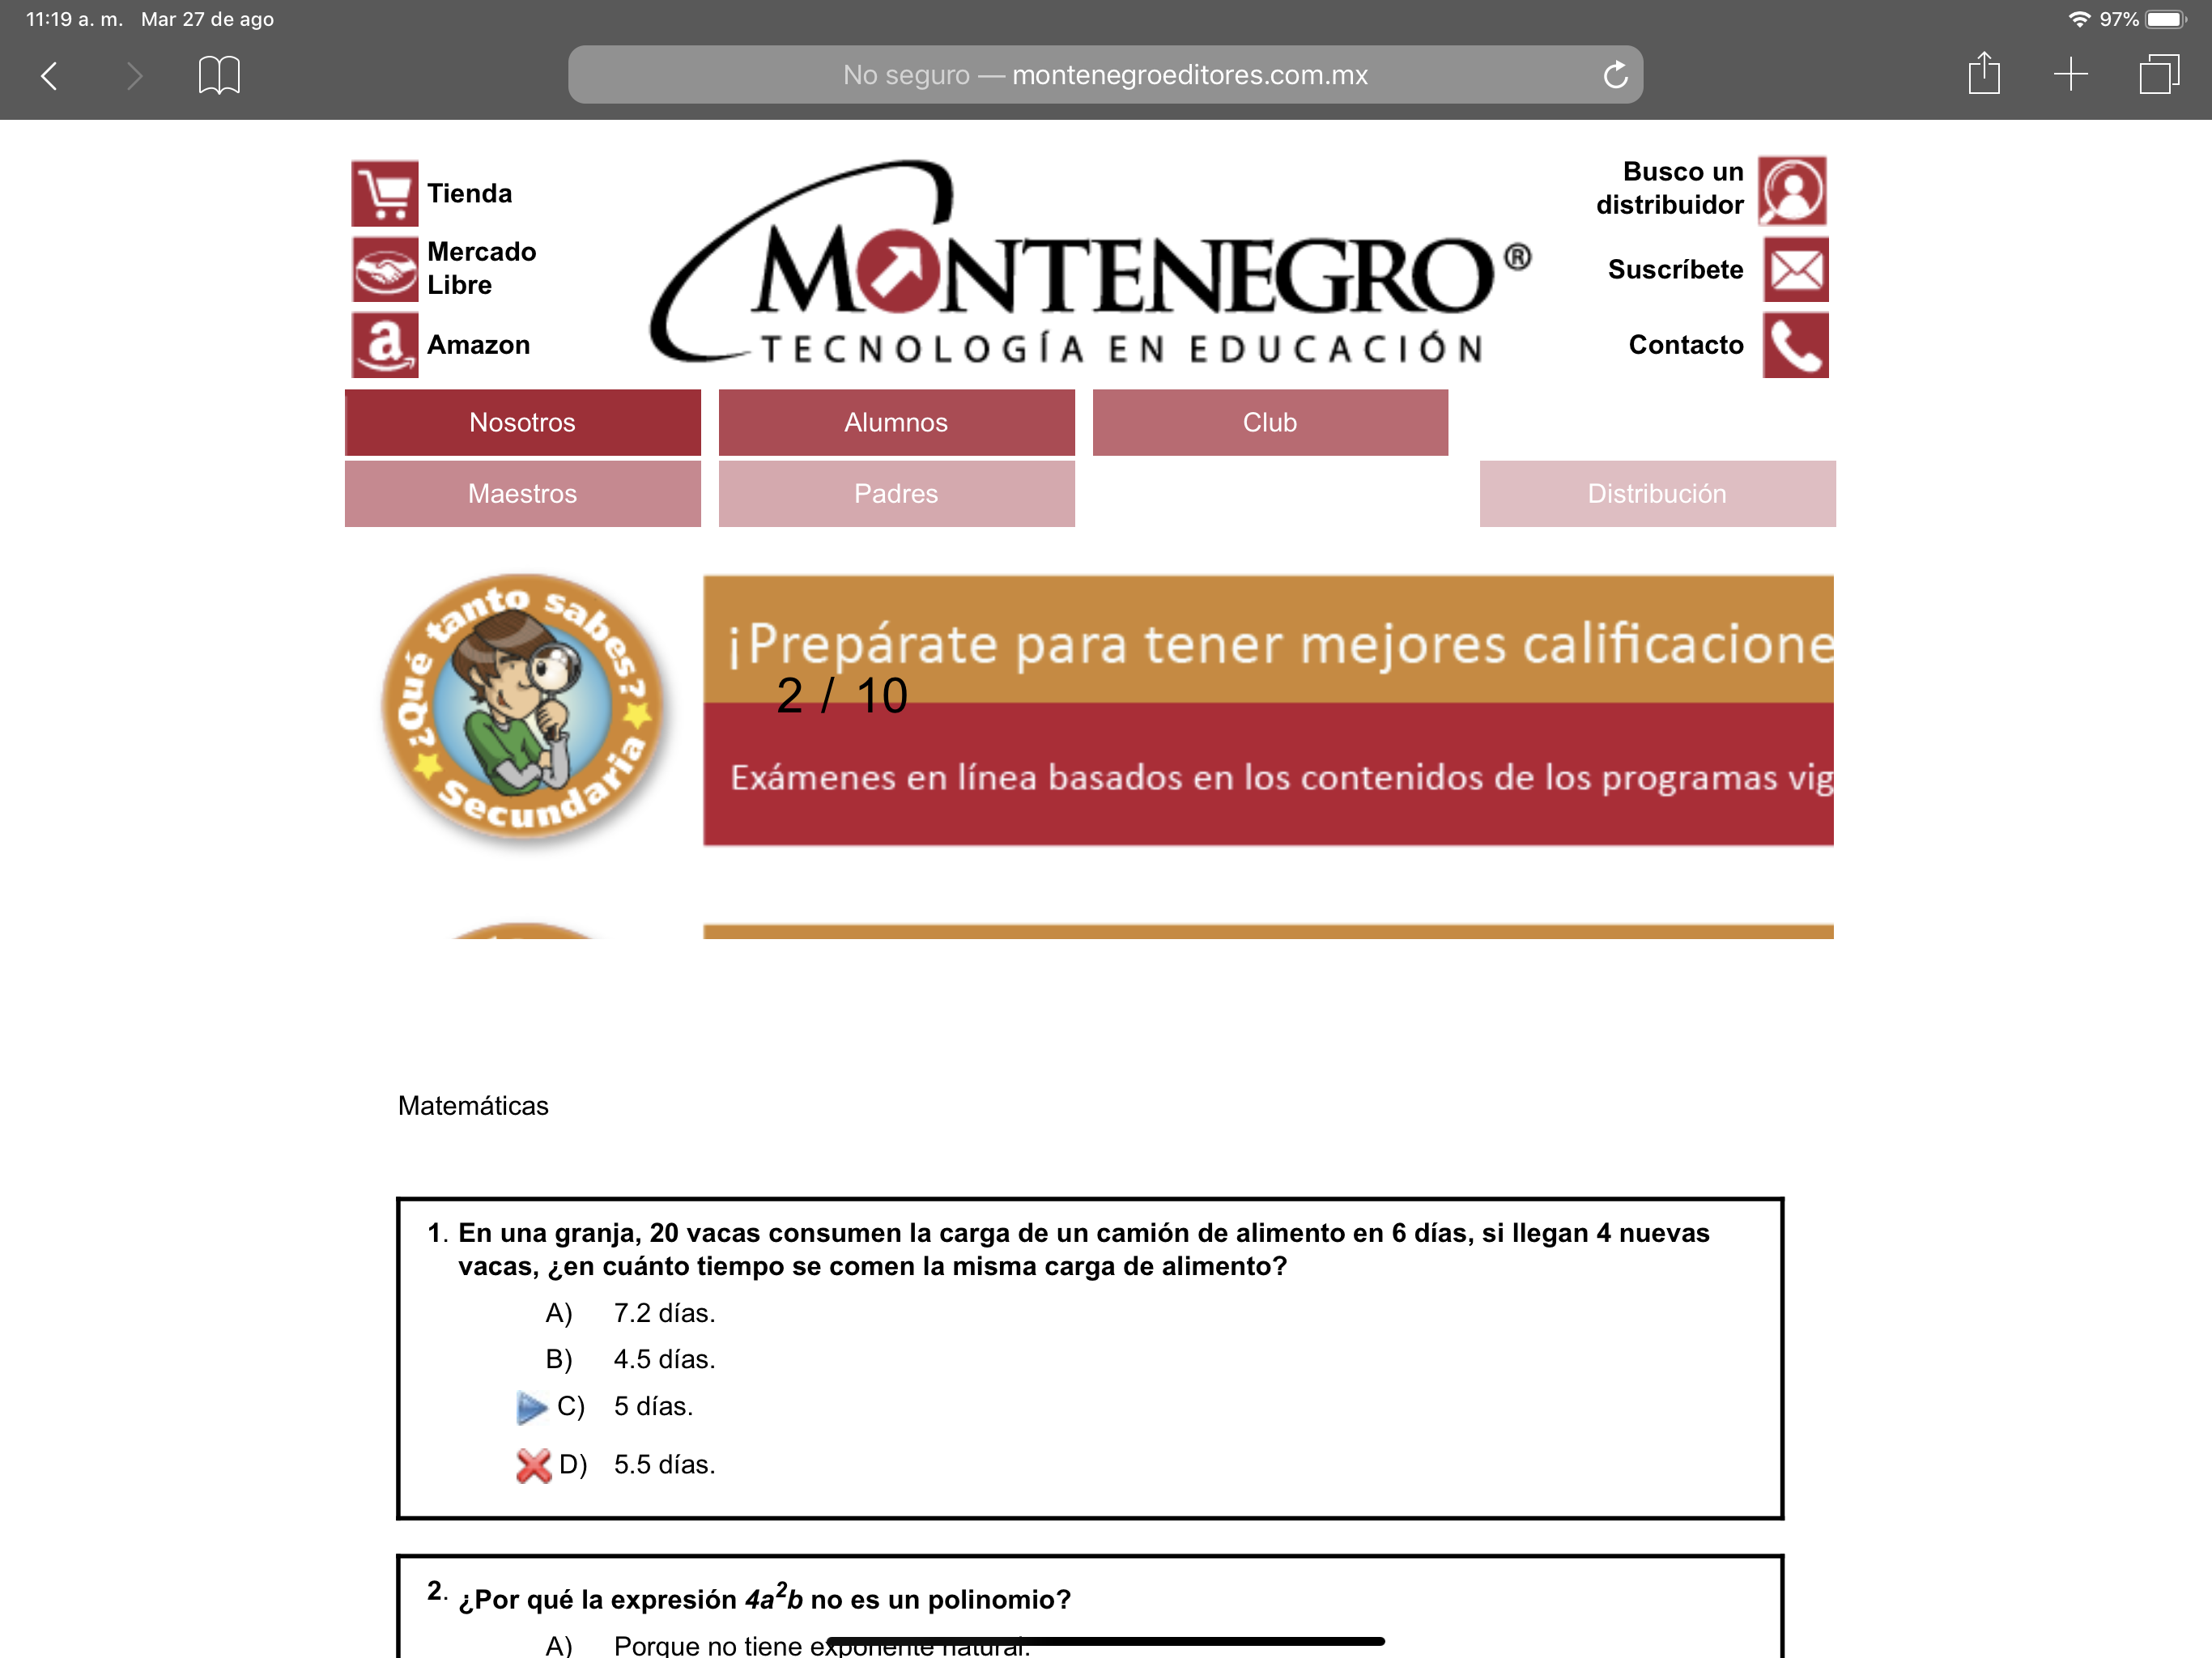 11:19 a. m. Mar 27 de ago
97%
No seguro — montenegroeditores.com.mx
Tienda
Mercado
Libre
Amazon
MONTENEGRO®
TECNOLOGÍA EN EDUCACIÓN
Busco un
distribuidor
Suscríbete
Contacto
Nosotros
Alumnos
Club
Maestros
Padres
Distribución
¿Qué tanto sabes?
Secundaria
¡Prepárate para tener mejores calificacione
2 / 10
Exámenes en línea basados en los contenidos de los programas vig
Matemáticas
1. En una granja, 20 vacas consumen la carga de un camión de alimento en 6 días, si llegan 4 nuevas
vacas, ¿en cuánto tiempo se comen la misma carga de alimento?
A) 7.2 días.
B) 4.5 días.
C) 5 días.
D) 5.5 días.
2. ¿Por qué la expresión 4a²b no es un polinomio?
A) Porque no tiene exponente natural.